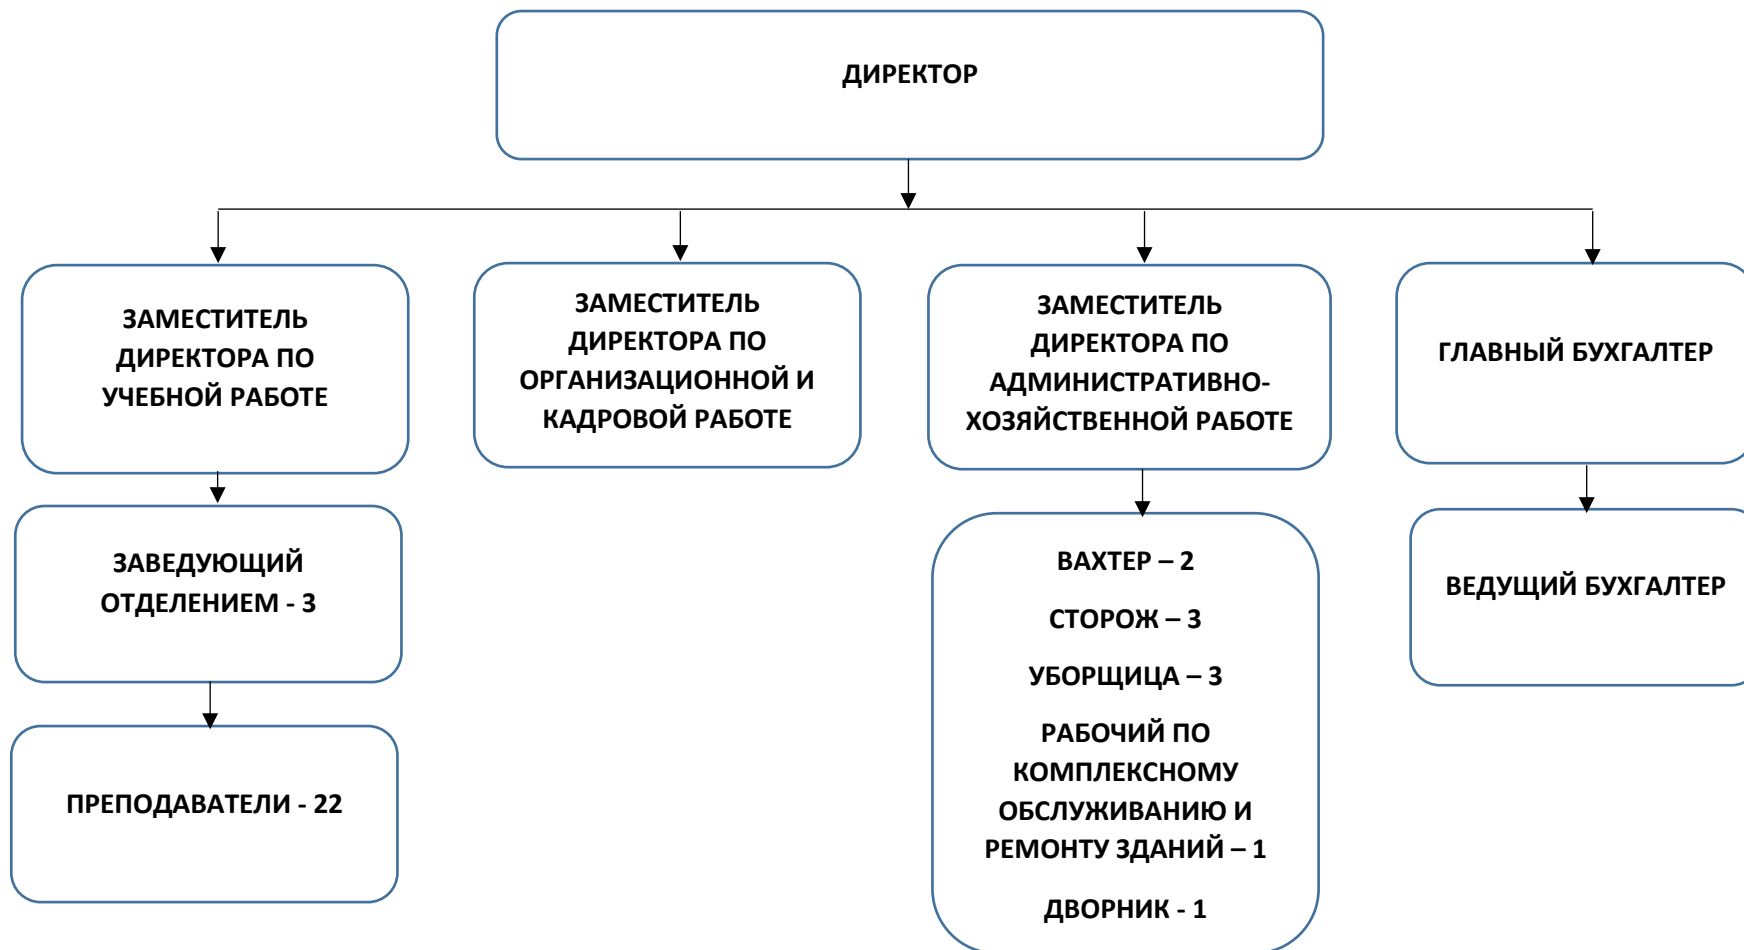 ДИРЕКТОР
ЗАМЕСТИТЕЛЬ
ДИРЕКТОРА ПО
УЧЕБНОЙ РАБОТЕ
ЗАМЕСТИТЕЛЬ
ДИРЕКТОРА ПО
ОРГАНИЗАЦИОННОЙ И
КАДРОВОЙ РАБОТЕ
ЗАМЕСТИТЕЛЬ
ДИРЕКТОРА ПО
АДМИНИСТРАТИВНО-
ХОЗЯЙСТВЕННОЙ РАБОТЕ
ГЛАВНЫЙ БУХГАЛТЕР
ЗАВЕДУЮЩИЙ
ОТДЕЛЕНИЕМ - 3
ПРЕПОДАВАТЕЛИ - 22
ВАХТЕР – 2
СТОРОЖ – 3
УБОРЩИЦА – 3
РАБОЧИЙ ПО
КОМПЛЕКСНОМУ
ОБСЛУЖИВАНИЮ И
РЕМОНТУ ЗДАНИЙ – 1
ДВОРНИК - 1
ВЕДУЩИЙ БУХГАЛТЕР